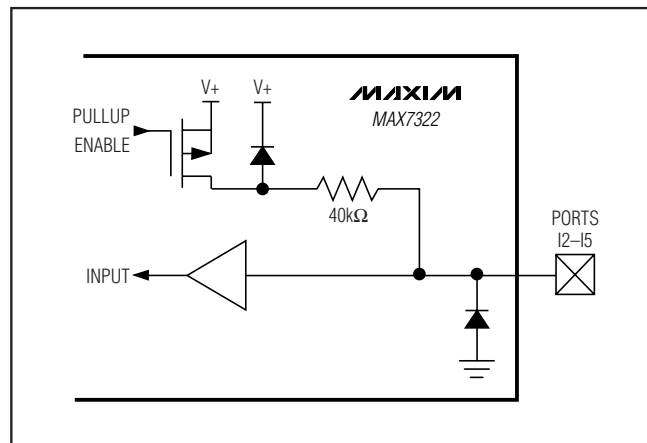 V+ V+
MAXIM
MAX7322
PULLUP
ENABLE
40kΩ
PORTS
I2–I5
INPUT